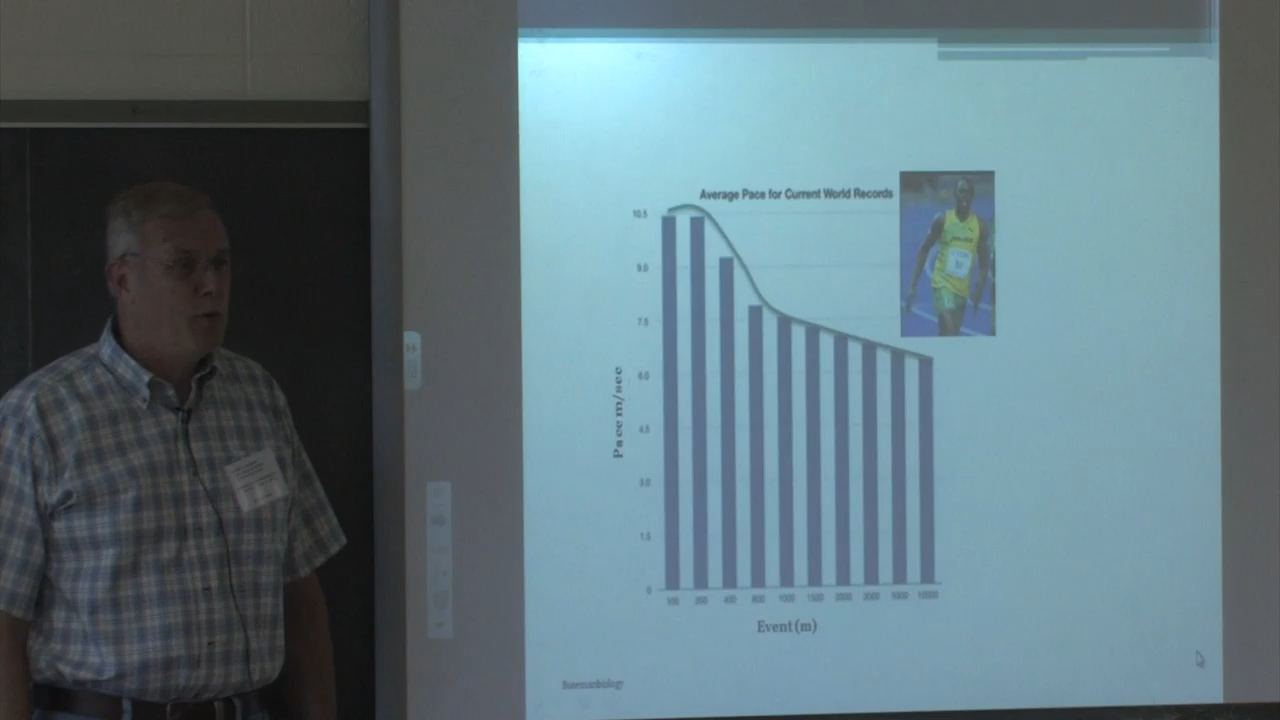 Average Pace for Current World Records
10.5
9.0
7.5
6.0
4.5
3.0
1.5
0
Pace m/sec
100 200 400 800 1000 1500 2000 3000 5000 10000
Event (m)
Bozemanbiology